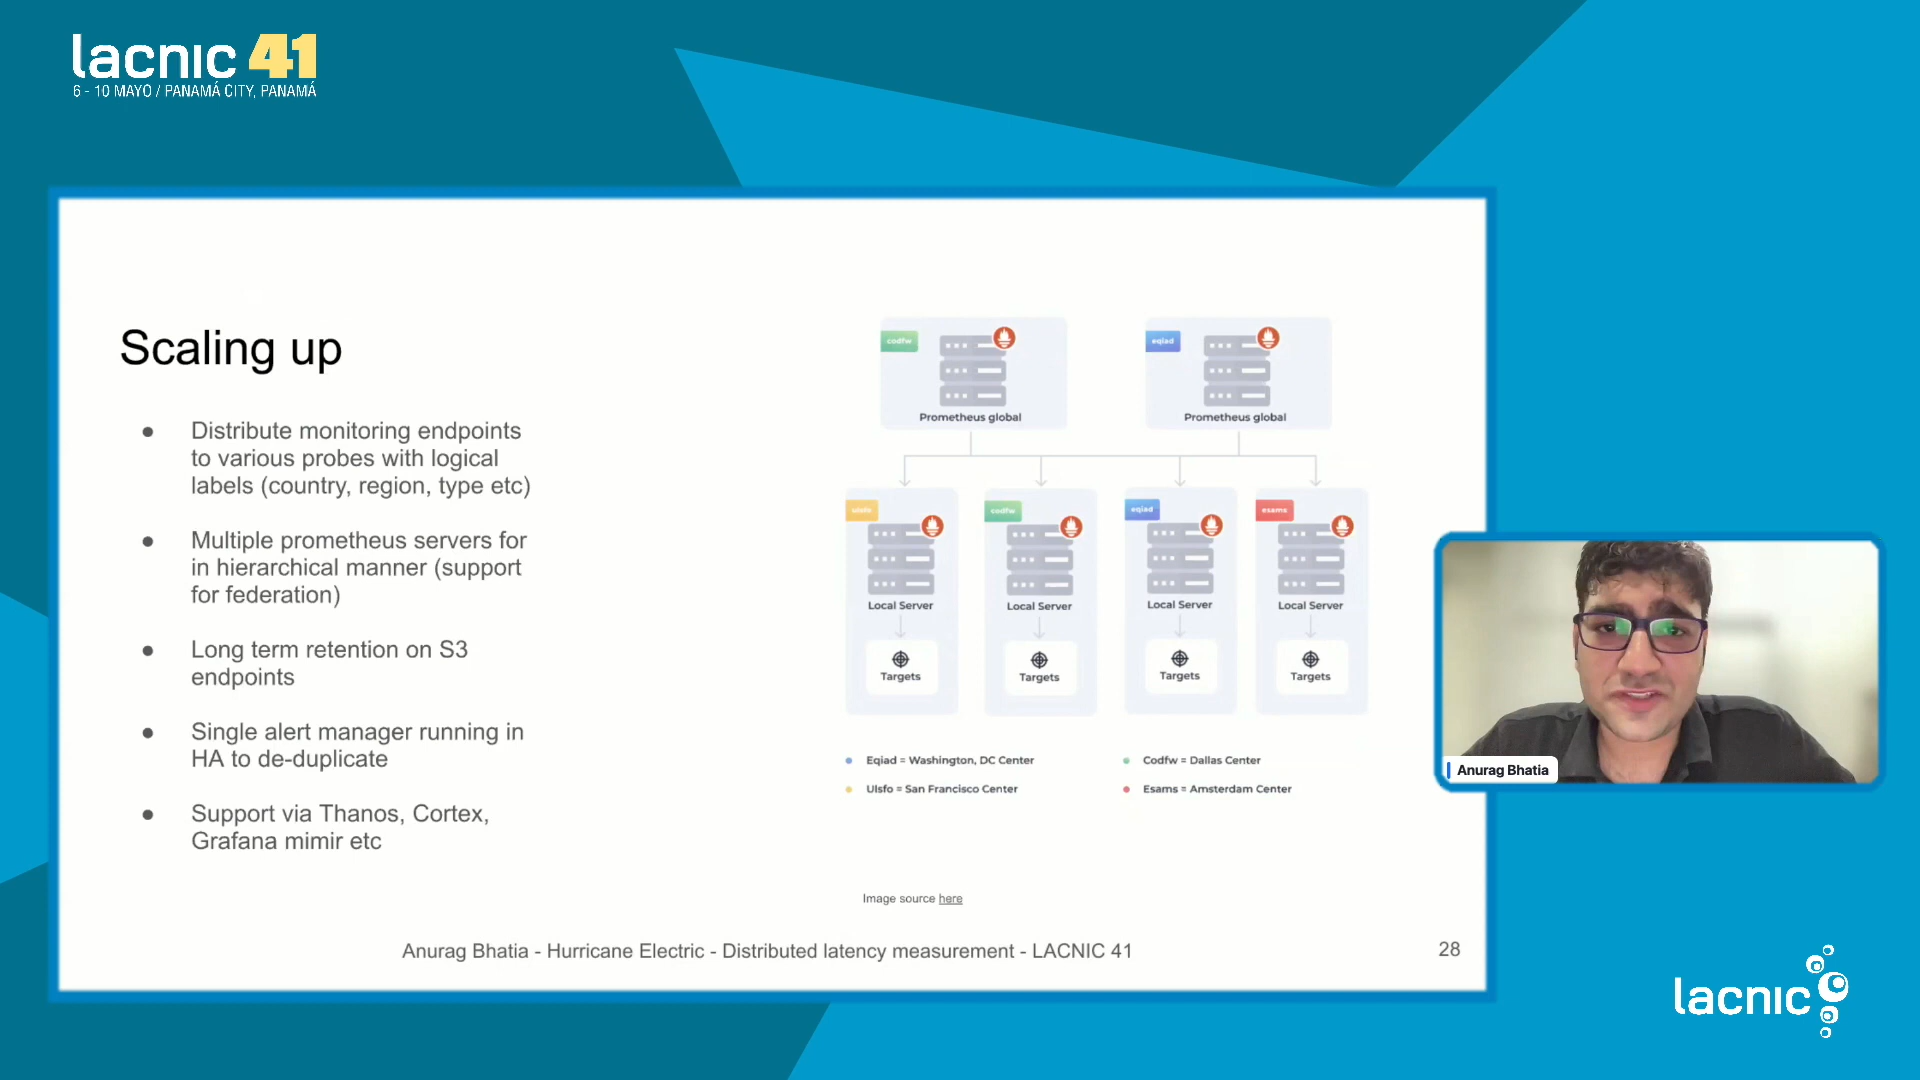 lacnic 41
6 - 10 MAYO / PANAMÁ CITY, PANAMÁ
Scaling up
● Distribute monitoring endpoints
to various probes with logical
labels (country, region, type etc)
● Multiple prometheus servers for
in hierarchical manner (support
for federation)
● Long term retention on S3
endpoints
● Single alert manager running in
HA to de-duplicate
● Support via Thanos, Cortex,
Grafana mimir etc
codfw
Prometheus global
eqiad
Prometheus global
ulsfo
Local Server
Targets
codfw
Local Server
Targets
eqiad
Local Server
Targets
esams
Local Server
Targets
Eqiad = Washington, DC Center
Codfw = Dallas Center
Ulsfo = San Francisco Center
Esams = Amsterdam Center
Image source here
Anurag Bhatia - Hurricane Electric - Distributed latency measurement - LACNIC 41
28
Anurag Bhatia
lacnic